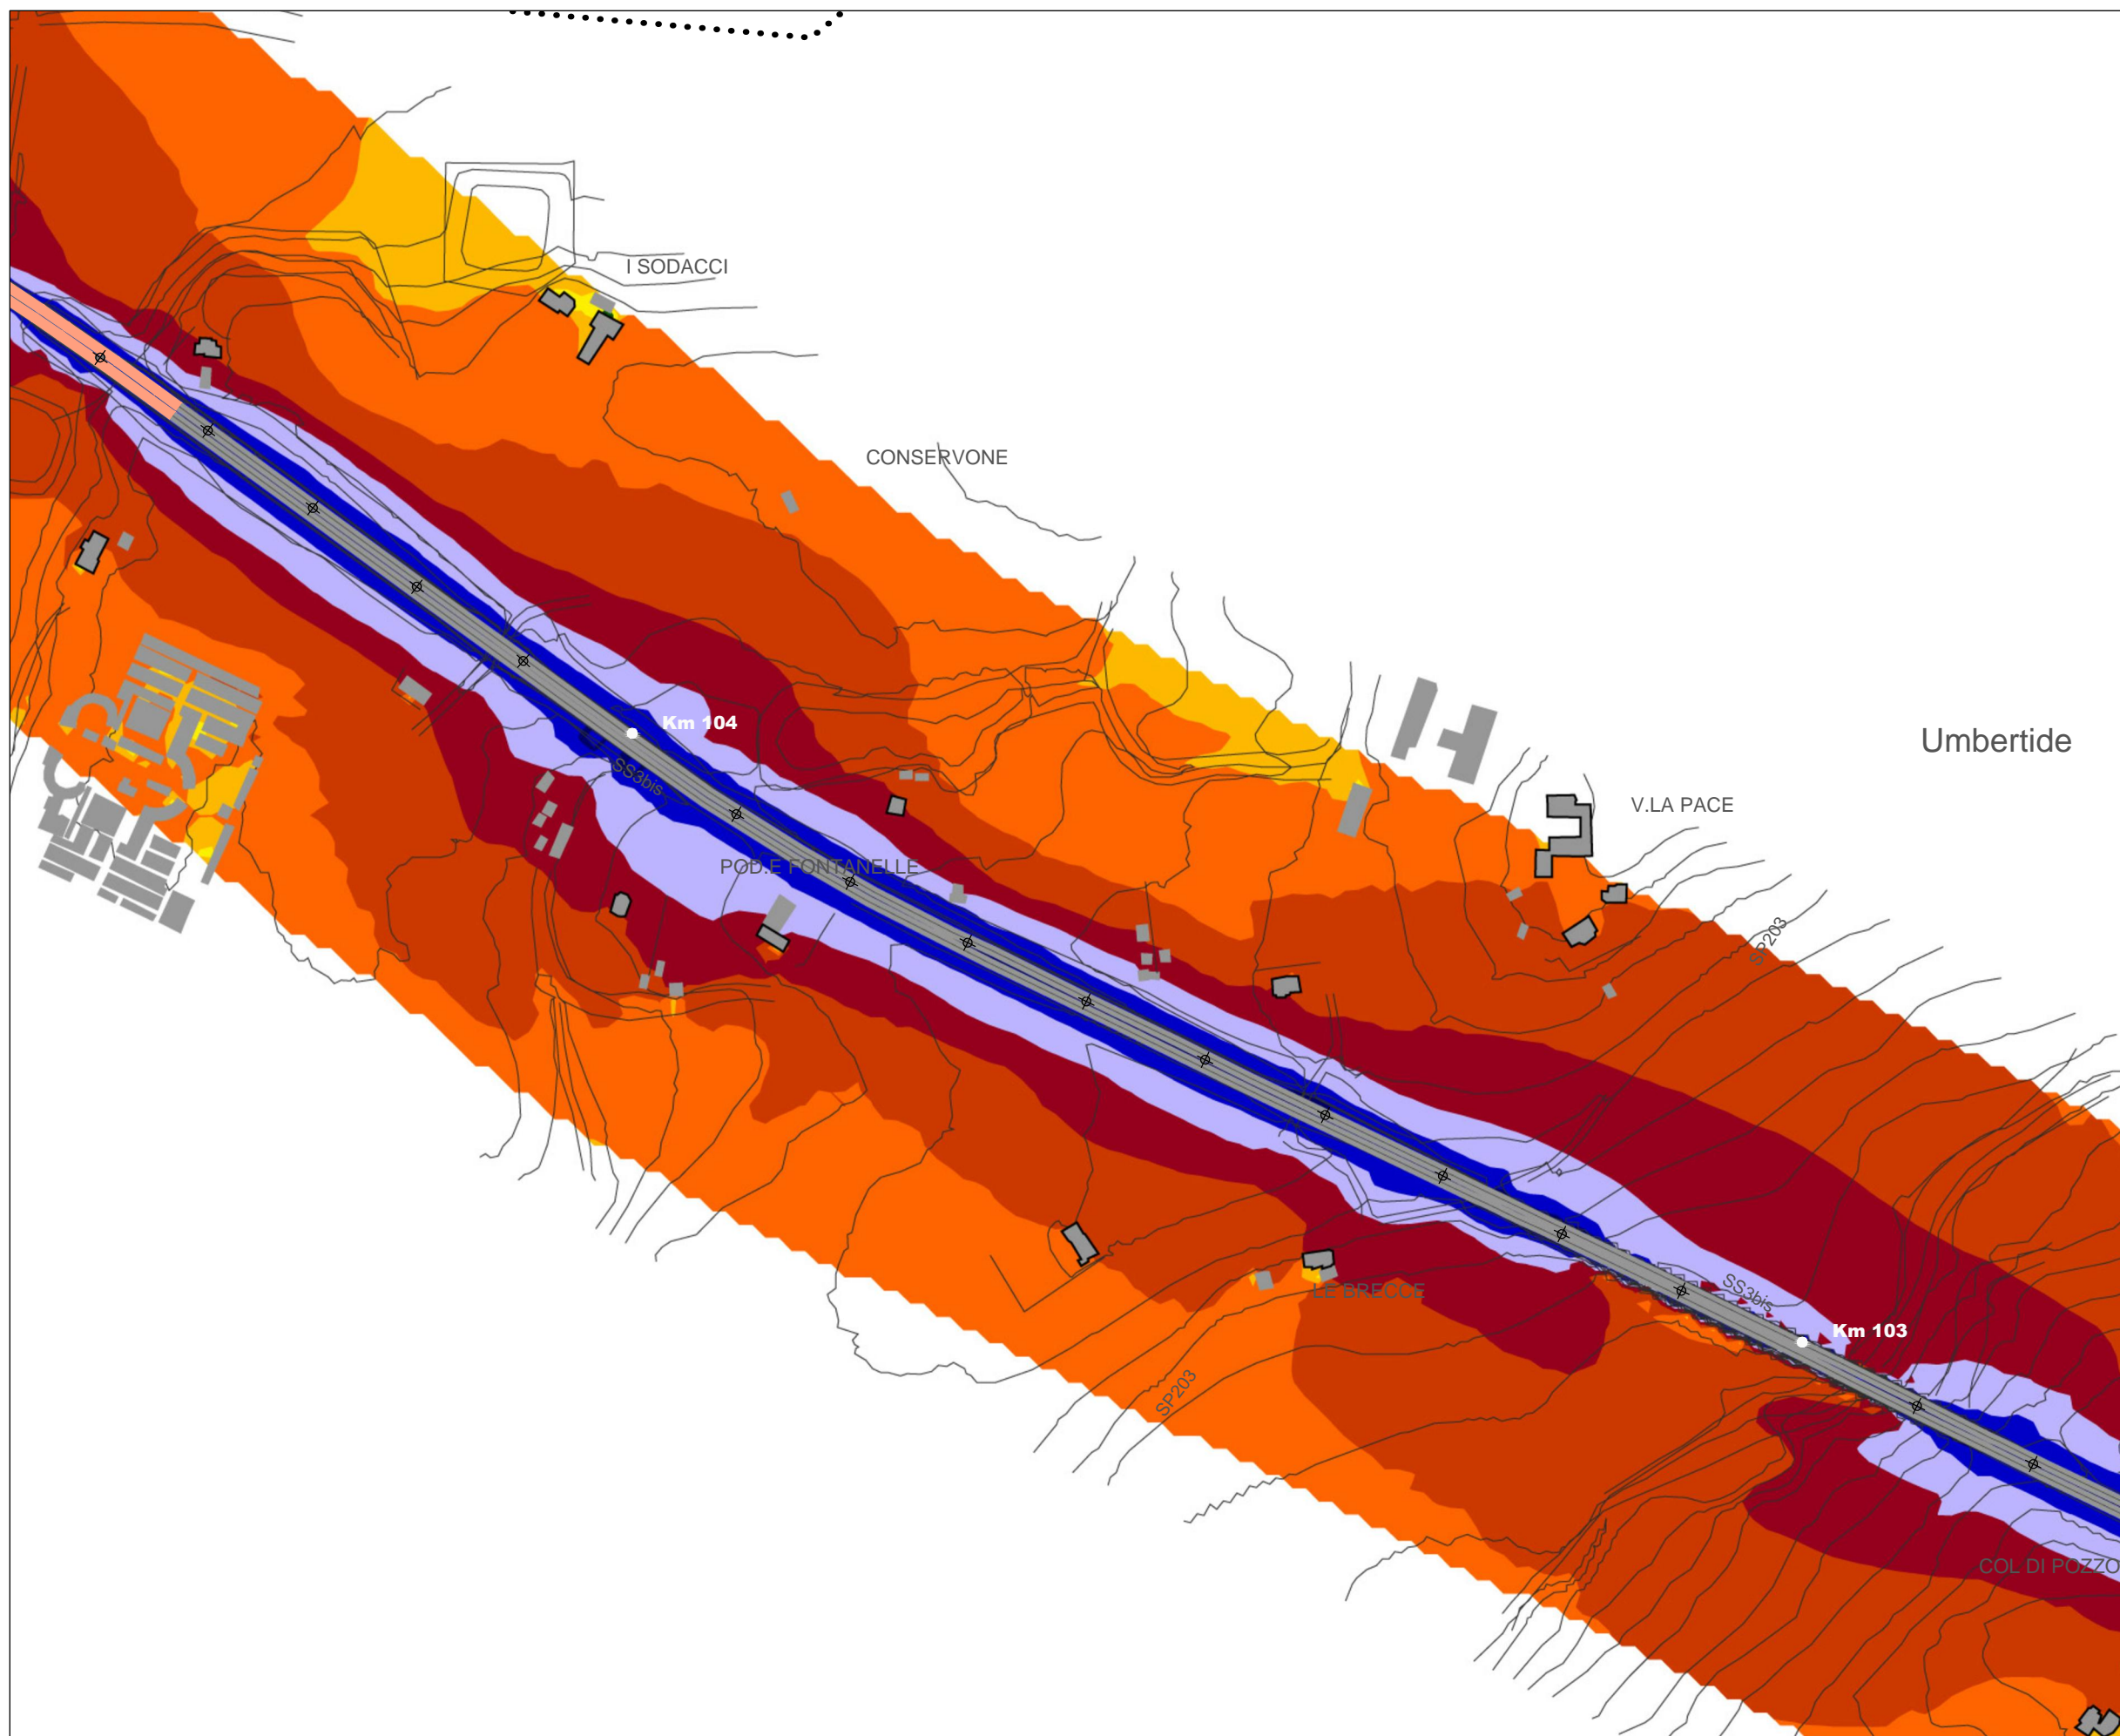 I SODACCI
CONSERVONE
Km 104
Umbertide
SS3bis
V.LA PACE
POD.E FONTANELLE
SP203
LE BRECCE
SS3bis
Km 103
SP203
COL DI POZZO